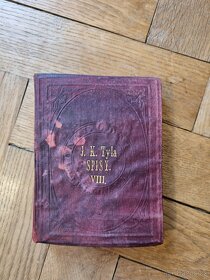 J. K. Tyla
SPISY.
VIII.